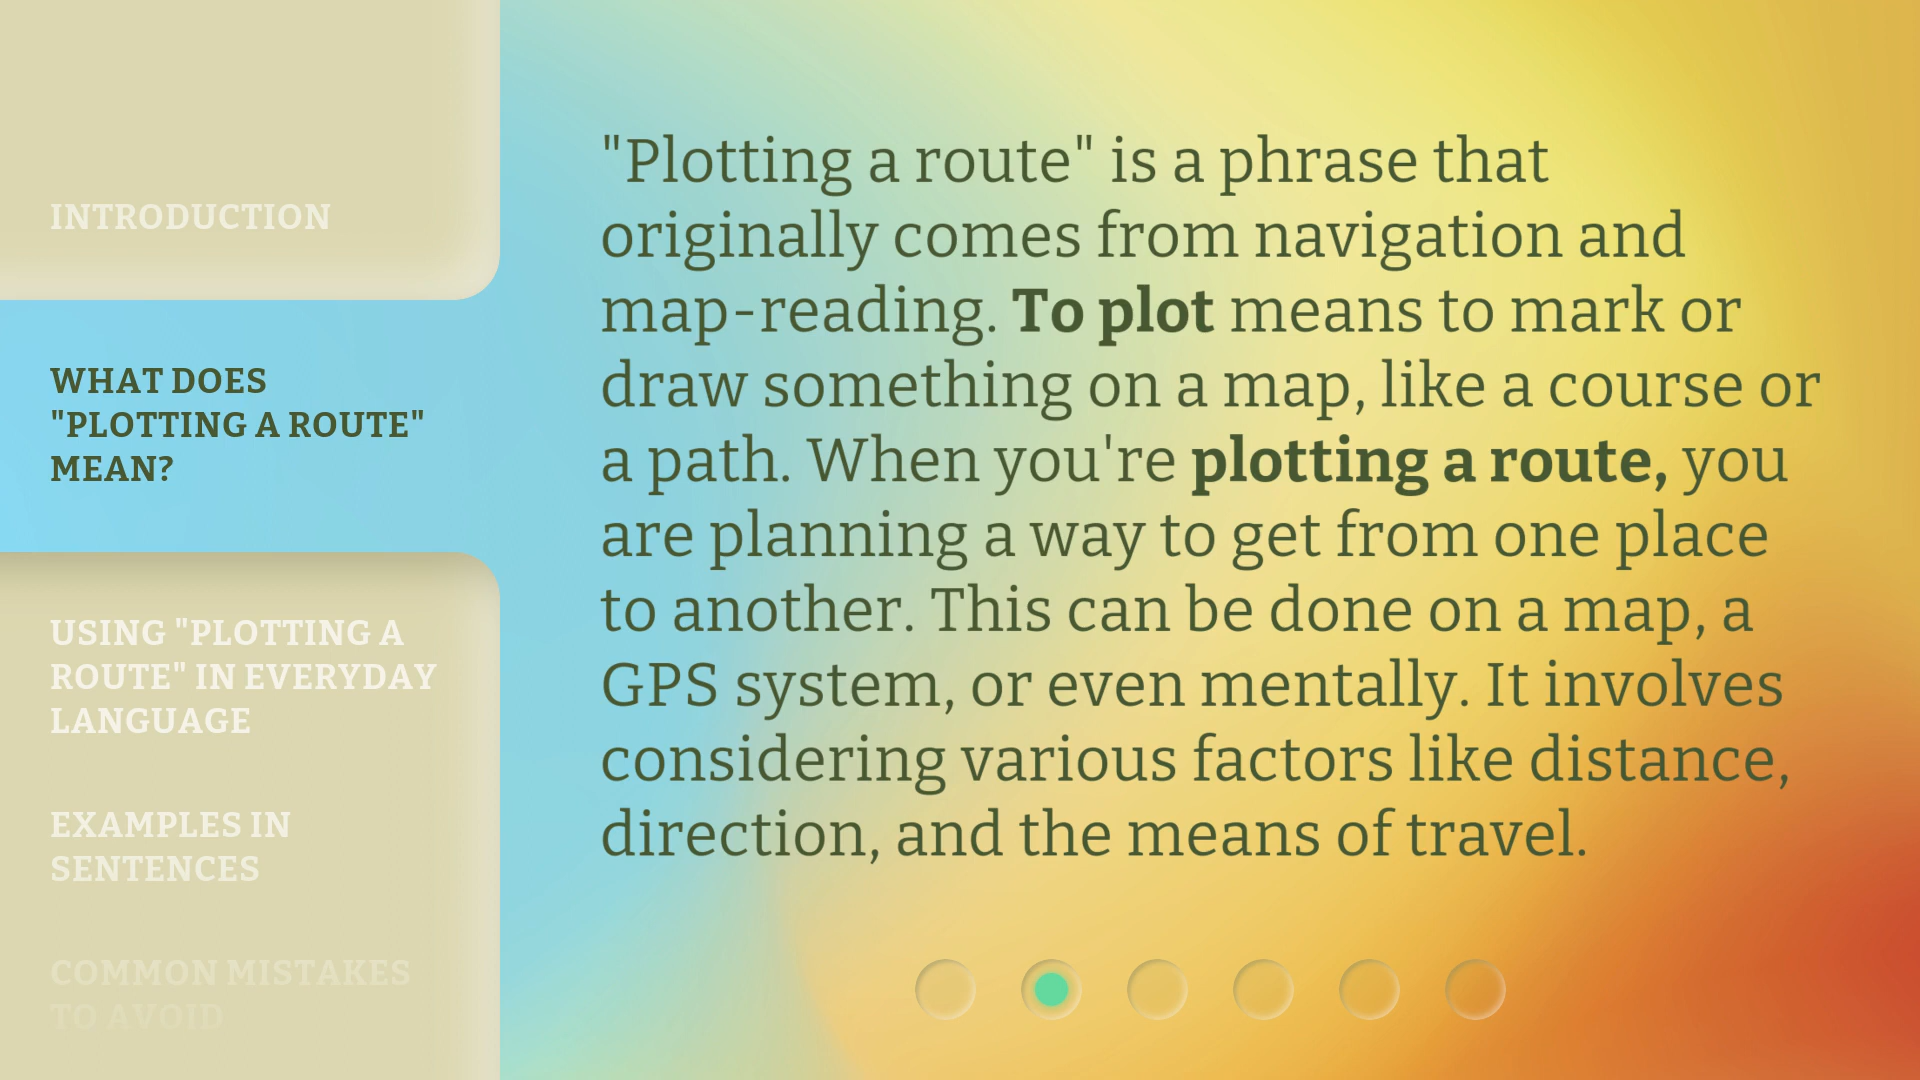 INTRODUCTION
WHAT DOES
"PLOTTING A ROUTE"
MEAN?
USING "PLOTTING A
ROUTE" IN EVERYDAY
LANGUAGE
EXAMPLES IN
SENTENCES
COMMON MISTAKES
TO AVOID
"Plotting a route" is a phrase that
originally comes from navigation and
map-reading. To plot means to mark or
draw something on a map, like a course or
a path. When you're plotting a route, you
are planning a way to get from one place
to another. This can be done on a map, a
GPS system, or even mentally. It involves
considering various factors like distance,
direction, and the means of travel.